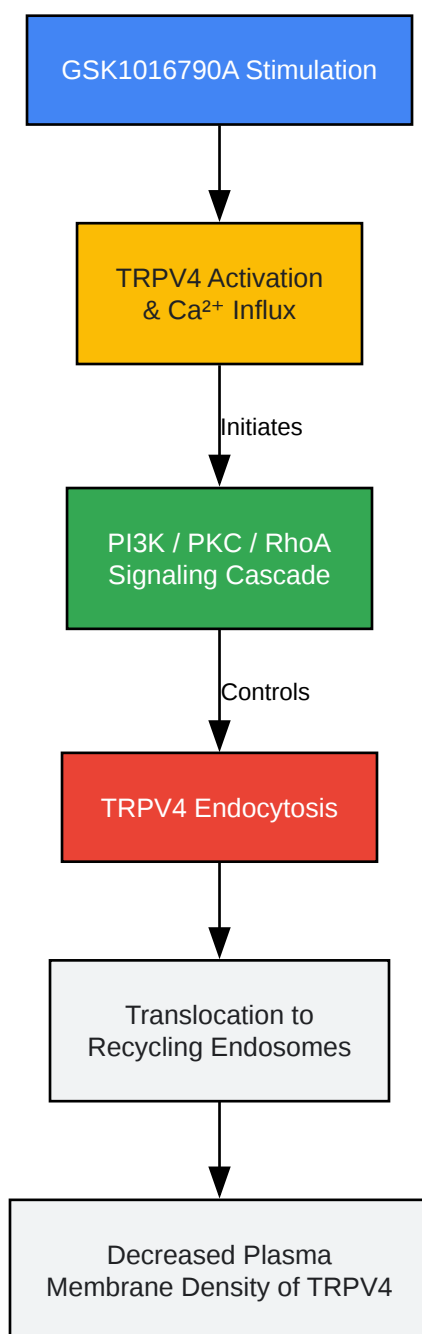 GSK1016790A Stimulation
TRPV4 Activation
& Ca²⁺ Influx
Initiates
PI3K / PKC / RhoA
Signaling Cascade
Controls
TRPV4 Endocytosis
Translocation to
Recycling Endosomes
Decreased Plasma
Membrane Density of TRPV4